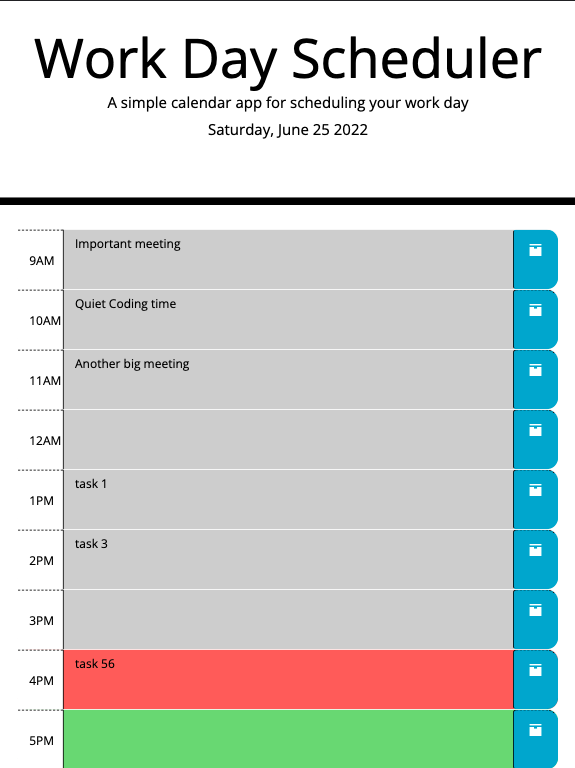 Work Day Scheduler
A simple calendar app for scheduling your work day
Saturday, June 25 2022
9AM Important meeting
10AM Quiet Coding time
11AM Another big meeting
12AM
1PM task 1
2PM task 3
3PM
4PM task 56
5PM